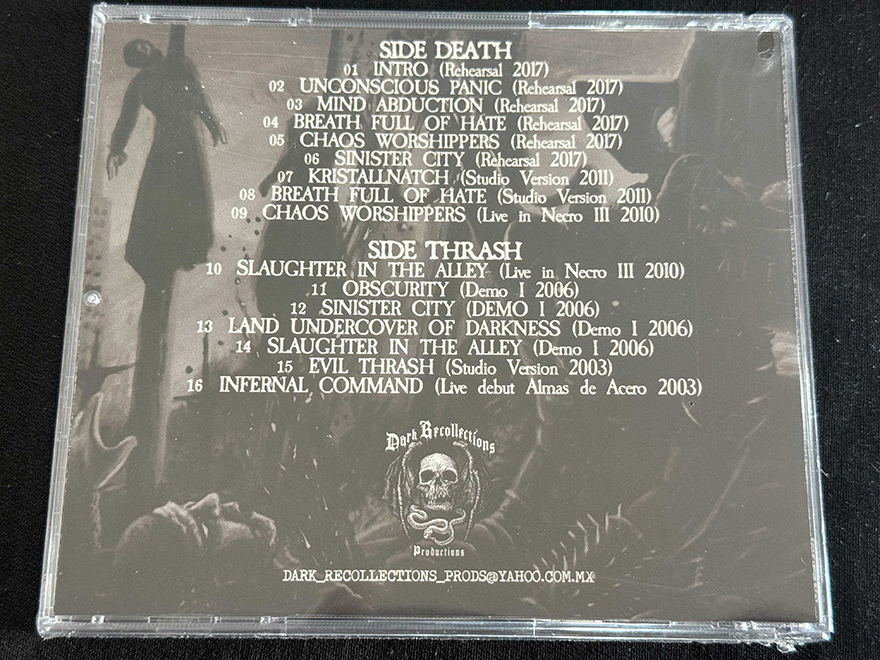 SIDE DEATH
01 INTRO (Rehearsal 2017)
02 UNCONSCIOUS PANIC (Rehearsal 2017)
03 MIND ABDUCTION (Rehearsal 2017)
04 BREATH FULL OF HATE (Rehearsal 2017)
05 CHAOS WORSHIPPERS (Rehearsal 2017)
06 SINISTER CITY (Rehearsal 2017)
07 KRISTALLNATCH (Studio Version 2011)
08 BREATH FULL OF HATE (Studio Version 2011)
09 CHAOS WORSHIPPERS (Live in Necro III 2010)
SIDE THRASH
10 SLAUGHTER IN THE ALLEY (Live in Necro III 2010)
11 OBSCURITY (Demo I 2006)
12 SINISTER CITY (DEMO I 2006)
13 LAND UNDERCOVER OF DARKNESS (Demo I 2006)
14 SLAUGHTER IN THE ALLEY (Demo I 2006)
15 EVIL THRASH (Studio Version 2003)
16 INFERNAL COMMAND (Live debut Almas de Acero 2003)
Dark Recollections
Productions
DARK_RECOLLECTIONS_PRODS@YAHOO.COM.MX